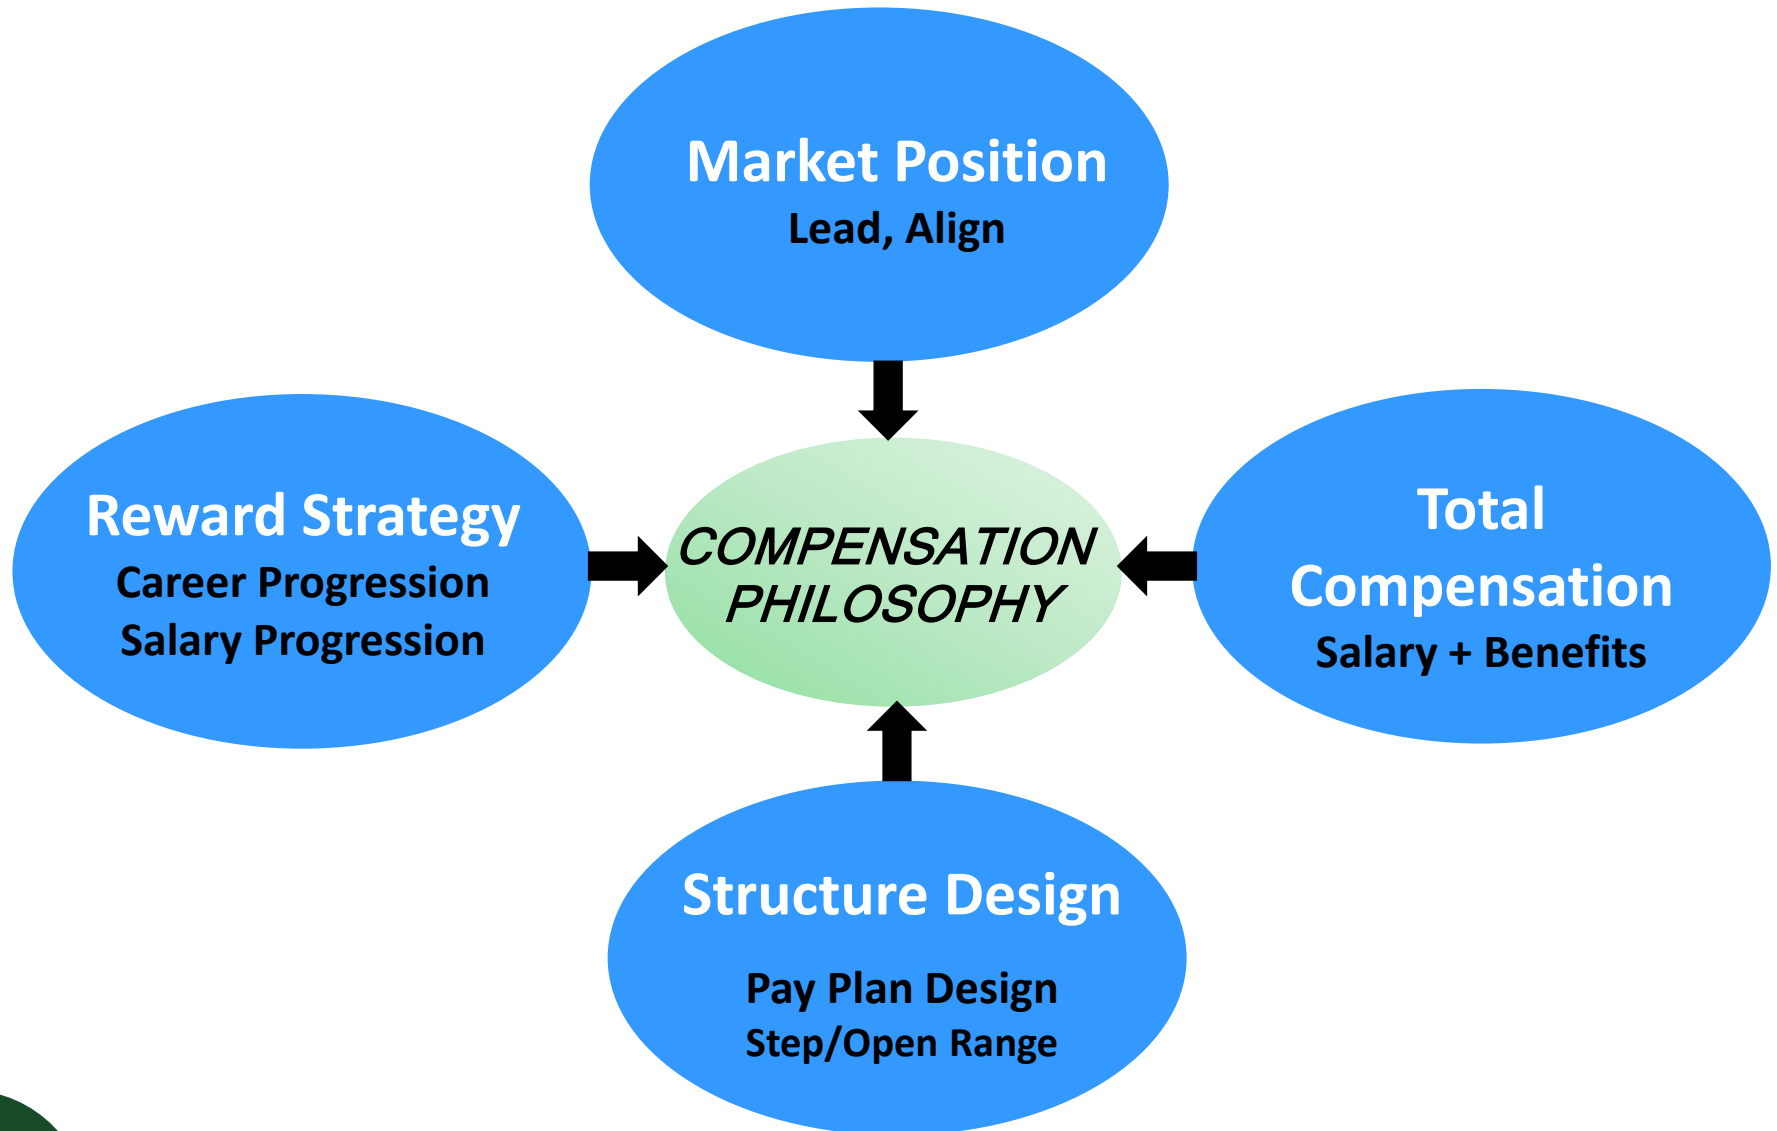 Market Position
Lead, Align
Reward Strategy
Career Progression
Salary Progression
COMPENSATION
PHILOSOPHY
Total
Compensation
Salary + Benefits
Structure Design
Pay Plan Design
Step/Open Range